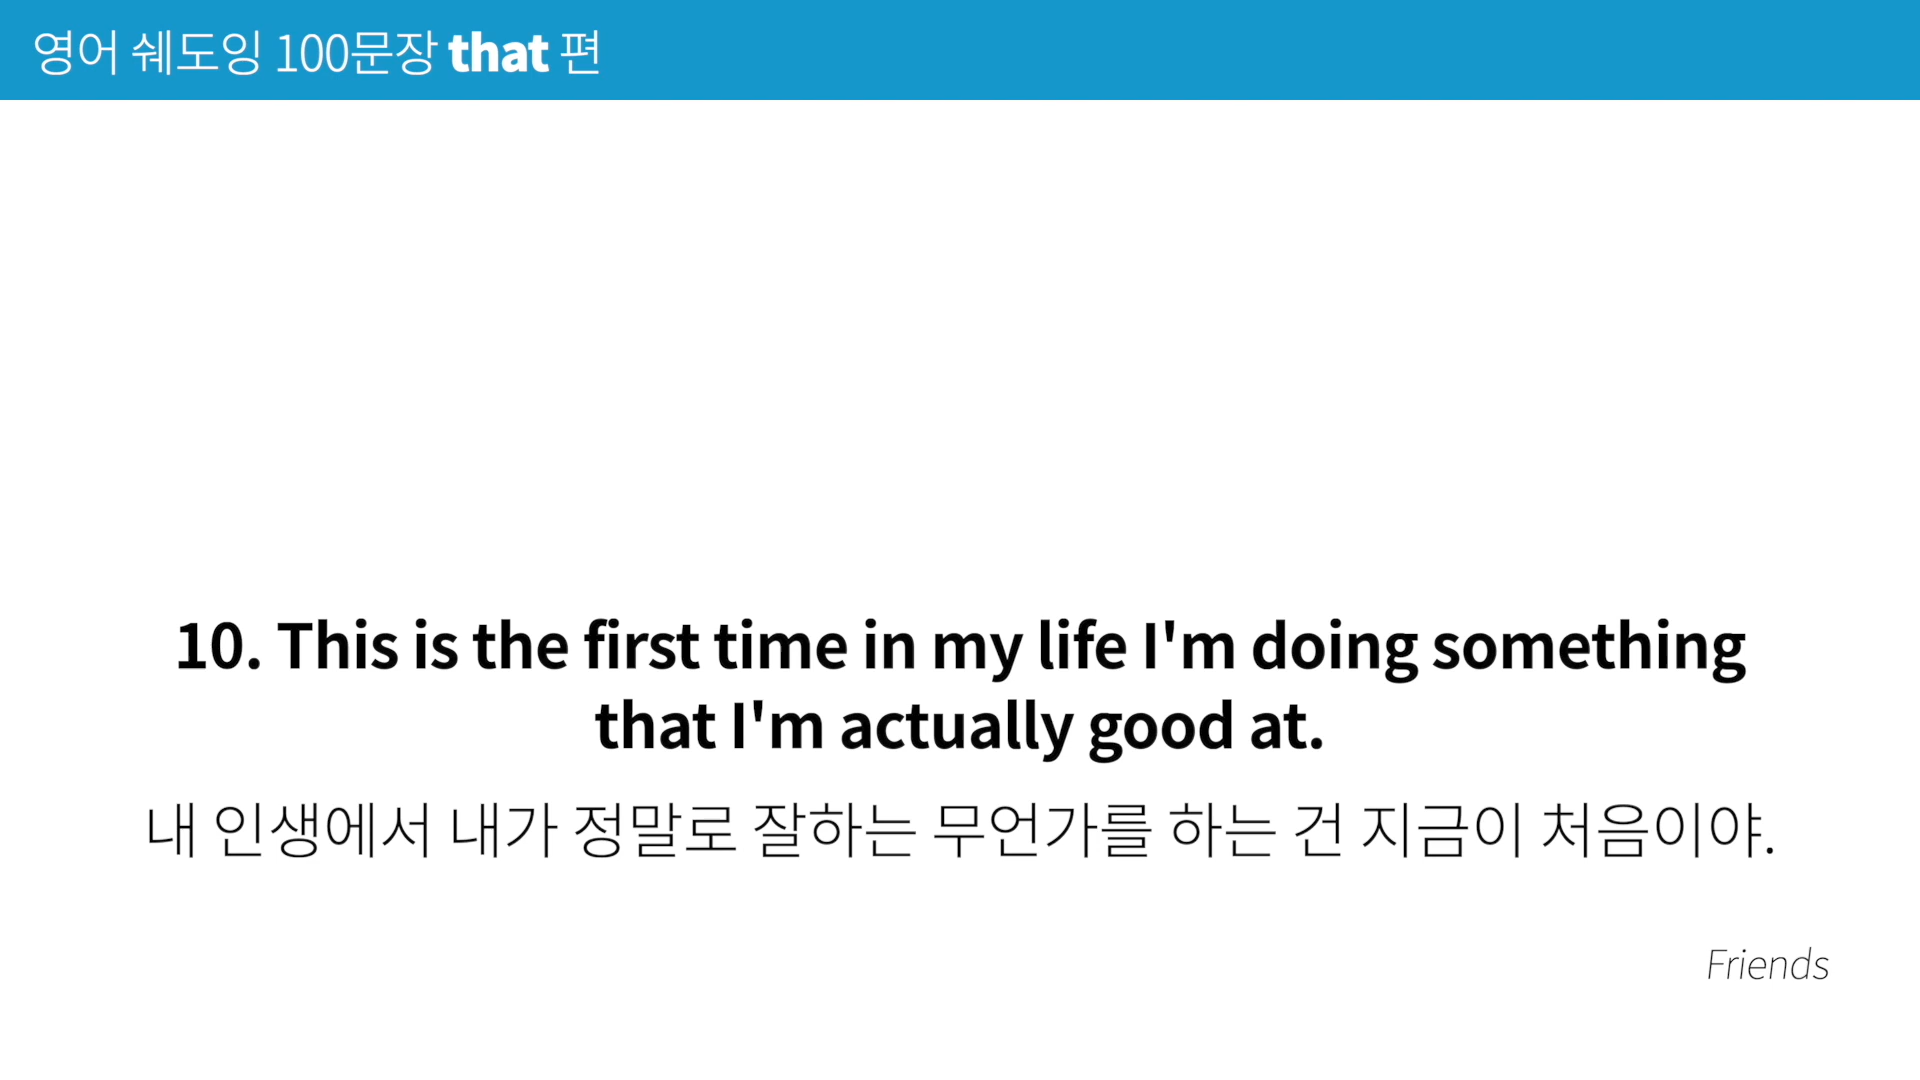 영어 쉐도잉 100문장 that 편
10. This is the first time in my life I'm doing something
that I'm actually good at.
내 인생에서 내가 정말로 잘하는 무언가를 하는 건 지금이 처음이야.
Friends